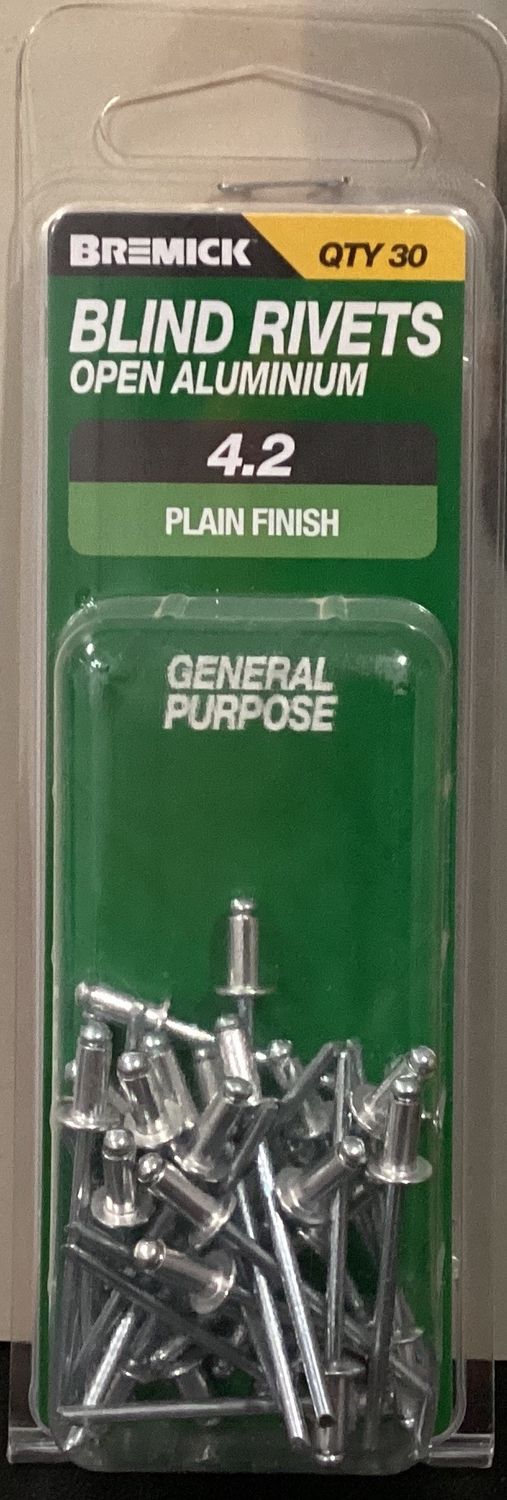 BREMICK
QTY 30
BLIND RIVETS
OPEN ALUMINIUM
4.2
PLAIN FINISH
GENERAL
PURPOSE